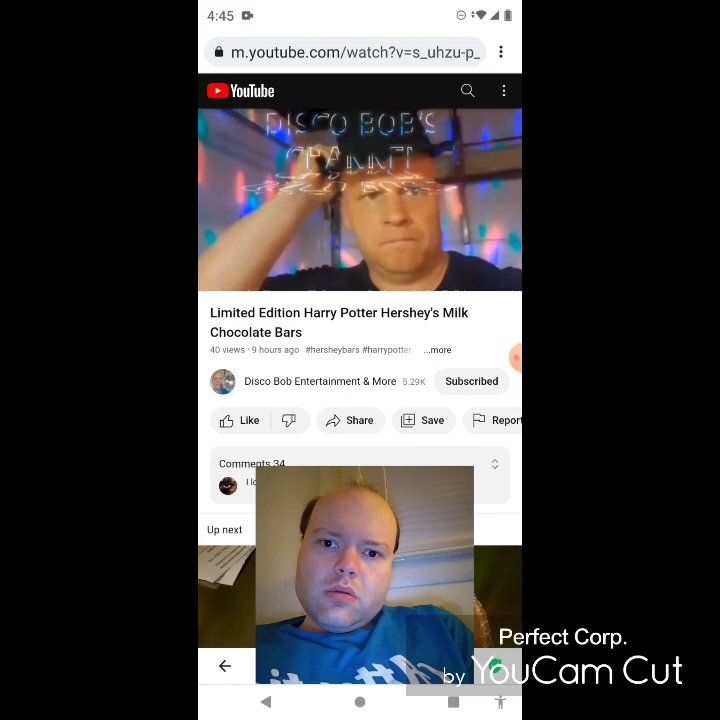 4:45
m.youtube.com/watch?v=s_uhzu-p_
YouTube
DISCO BOB'S
CHANNEL
Limited Edition Harry Potter Hershey's Milk
Chocolate Bars
40 views · 9 hours ago #hersheybars #harrypotter ...more
Disco Bob Entertainment & More 5.29K Subscribed
Like Share Save Report
Comments 34
I lo
Up next
Perfect Corp.
by YouCam Cut